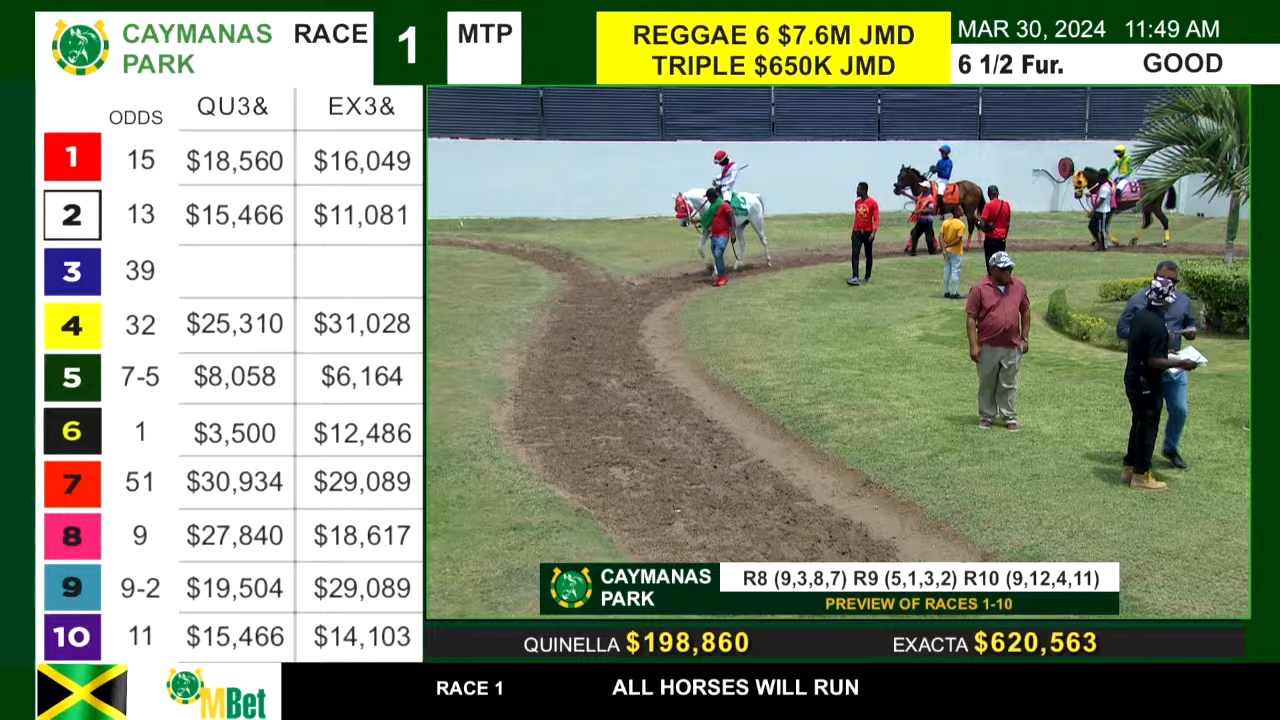 CAYMANAS PARK
RACE 1
MTP
REGGAE 6 $7.6M JMD
TRIPLE $650K JMD
MAR 30, 2024 11:49 AM
6 1/2 Fur. GOOD
ODDS QU3& EX3&
1 15 $18,560 $16,049
2 13 $15,466 $11,081
3 39
4 32 $25,310 $31,028
5 7-5 $8,058 $6,164
6 1 $3,500 $12,486
7 51 $30,934 $29,089
8 9 $27,840 $18,617
9 9-2 $19,504 $29,089
10 11 $15,466 $14,103
CAYMANAS PARK
R8 (9,3,8,7) R9 (5,1,3,2) R10 (9,12,4,11)
PREVIEW OF RACES 1-10
QUINELLA $198,860 EXACTA $620,563
MBet
RACE 1 ALL HORSES WILL RUN